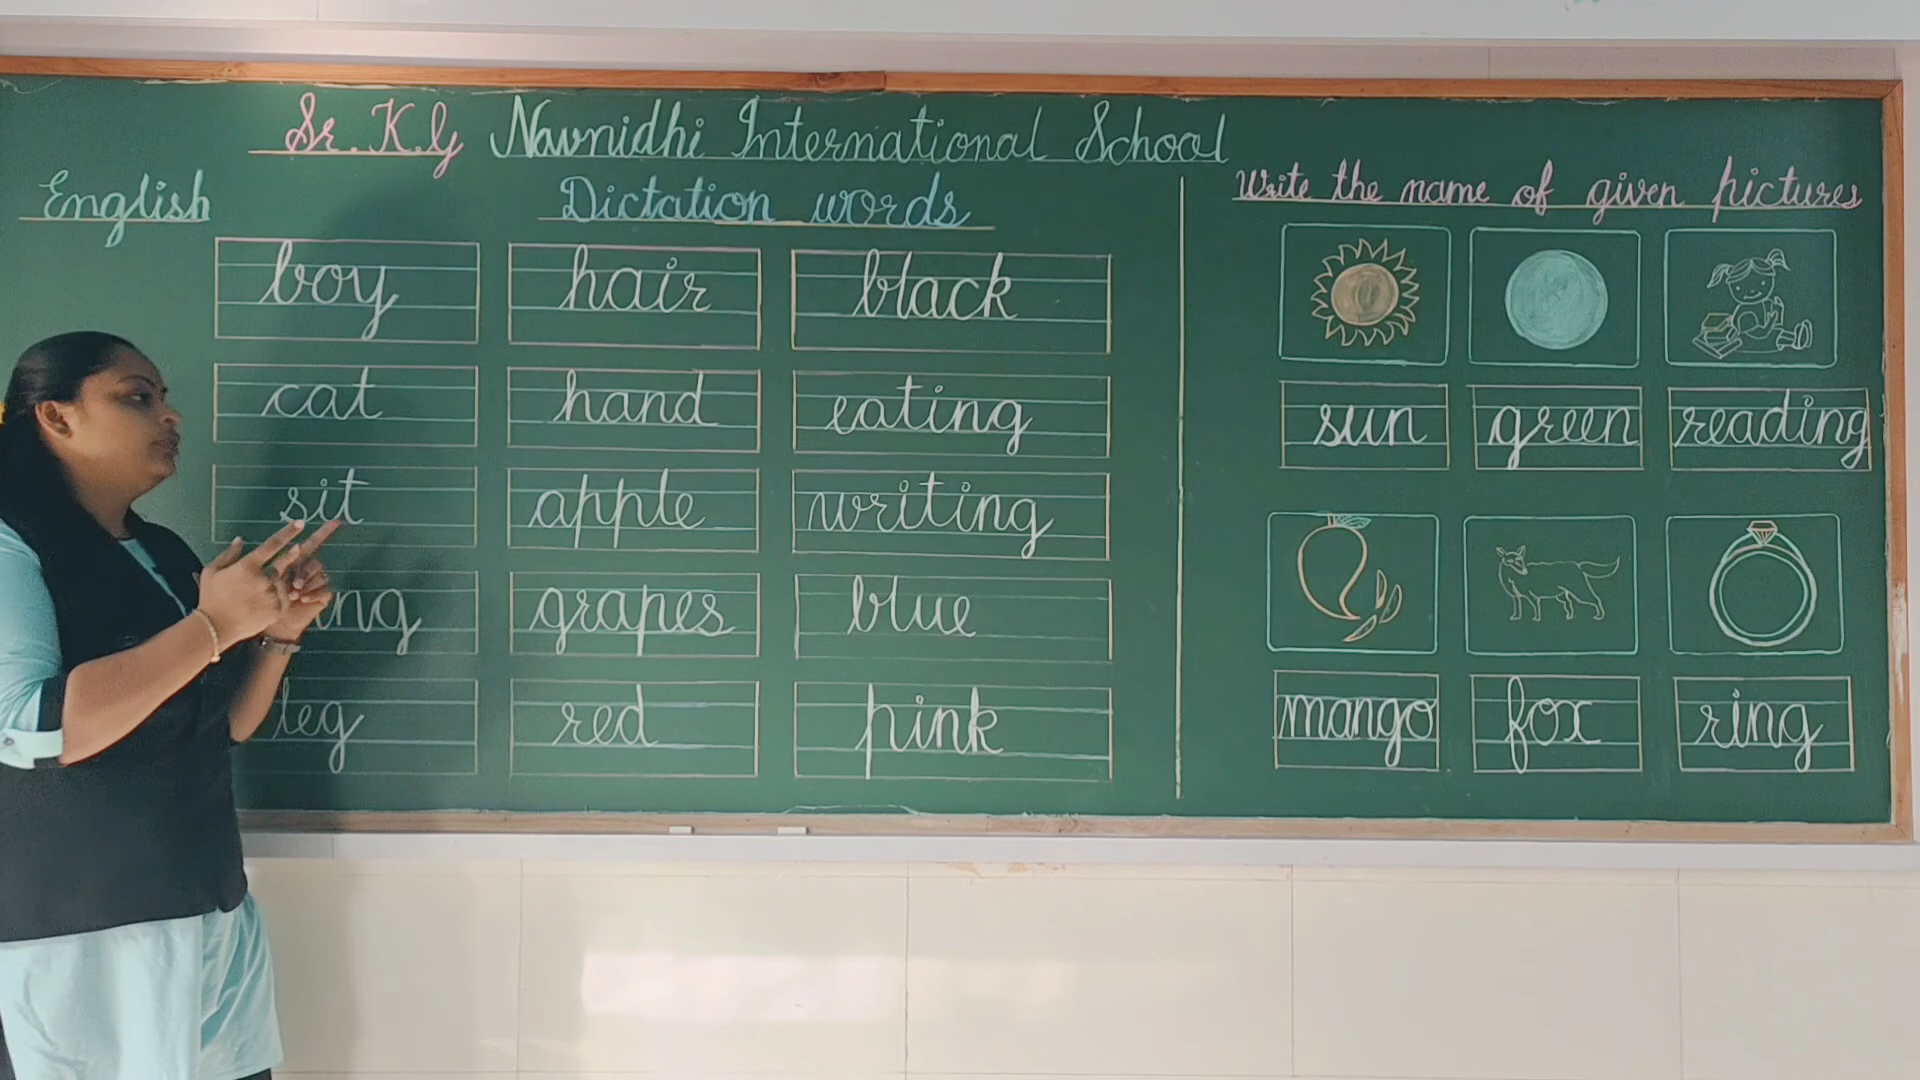 Sr. K.G Navnidhi International School
English
Dictation words
Write the name of given pictures
boy hair black
cat hand eating
sit apple writing
grapes blue
leg red pink
sun green reading
mango fox ring